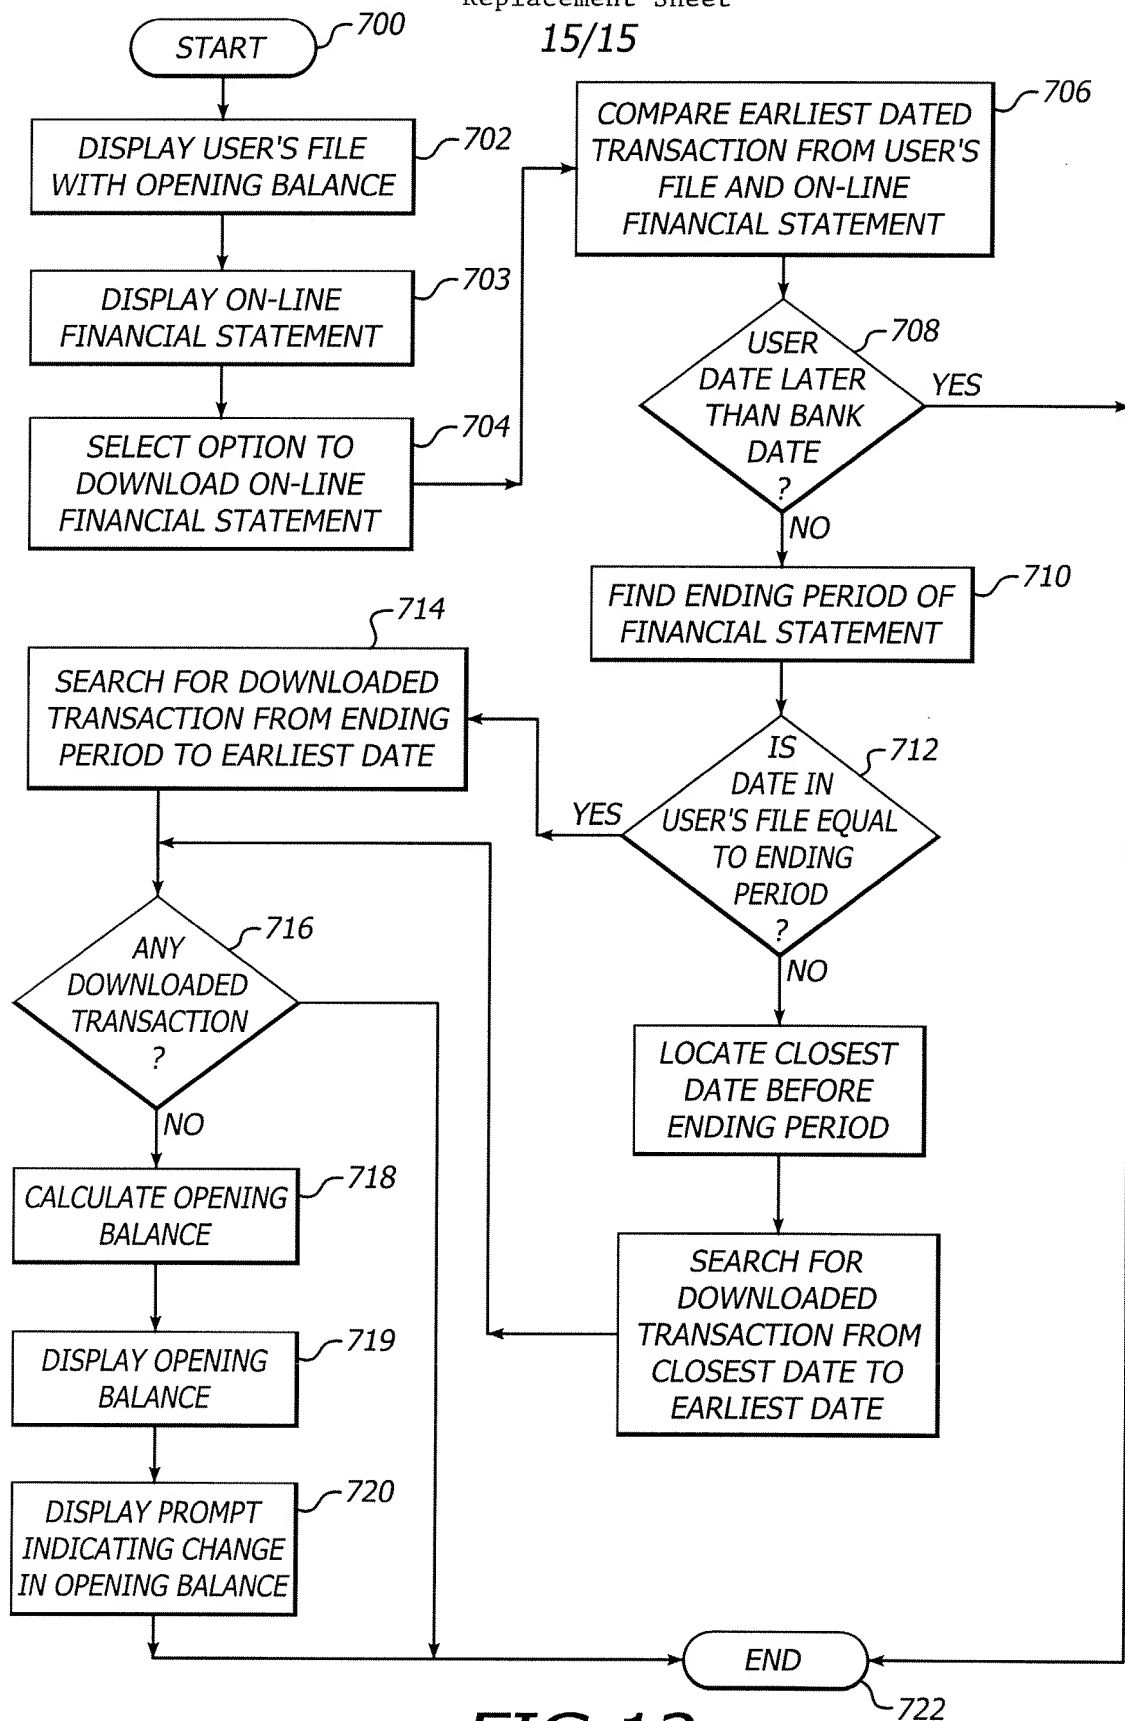 Replacement Sheet
15/15
START
700
DISPLAY USER'S FILE
WITH OPENING BALANCE
702
DISPLAY ON-LINE
FINANCIAL STATEMENT
703
SELECT OPTION TO
DOWNLOAD ON-LINE
FINANCIAL STATEMENT
704
COMPARE EARLIEST DATED
TRANSACTION FROM USER'S
FILE AND ON-LINE
FINANCIAL STATEMENT
706
USER
DATE LATER
THAN BANK
DATE
?
708
YES
NO
FIND ENDING PERIOD OF
FINANCIAL STATEMENT
710
IS
DATE IN
USER'S FILE EQUAL
TO ENDING
PERIOD
?
712
YES
NO
SEARCH FOR DOWNLOADED
TRANSACTION FROM ENDING
PERIOD TO EARLIEST DATE
714
LOCATE CLOSEST
DATE BEFORE
ENDING PERIOD
SEARCH FOR
DOWNLOADED
TRANSACTION FROM
CLOSEST DATE TO
EARLIEST DATE
ANY
DOWNLOADED
TRANSACTION
?
716
NO
CALCULATE OPENING
BALANCE
718
DISPLAY OPENING
BALANCE
719
DISPLAY PROMPT
INDICATING CHANGE
IN OPENING BALANCE
720
END
722